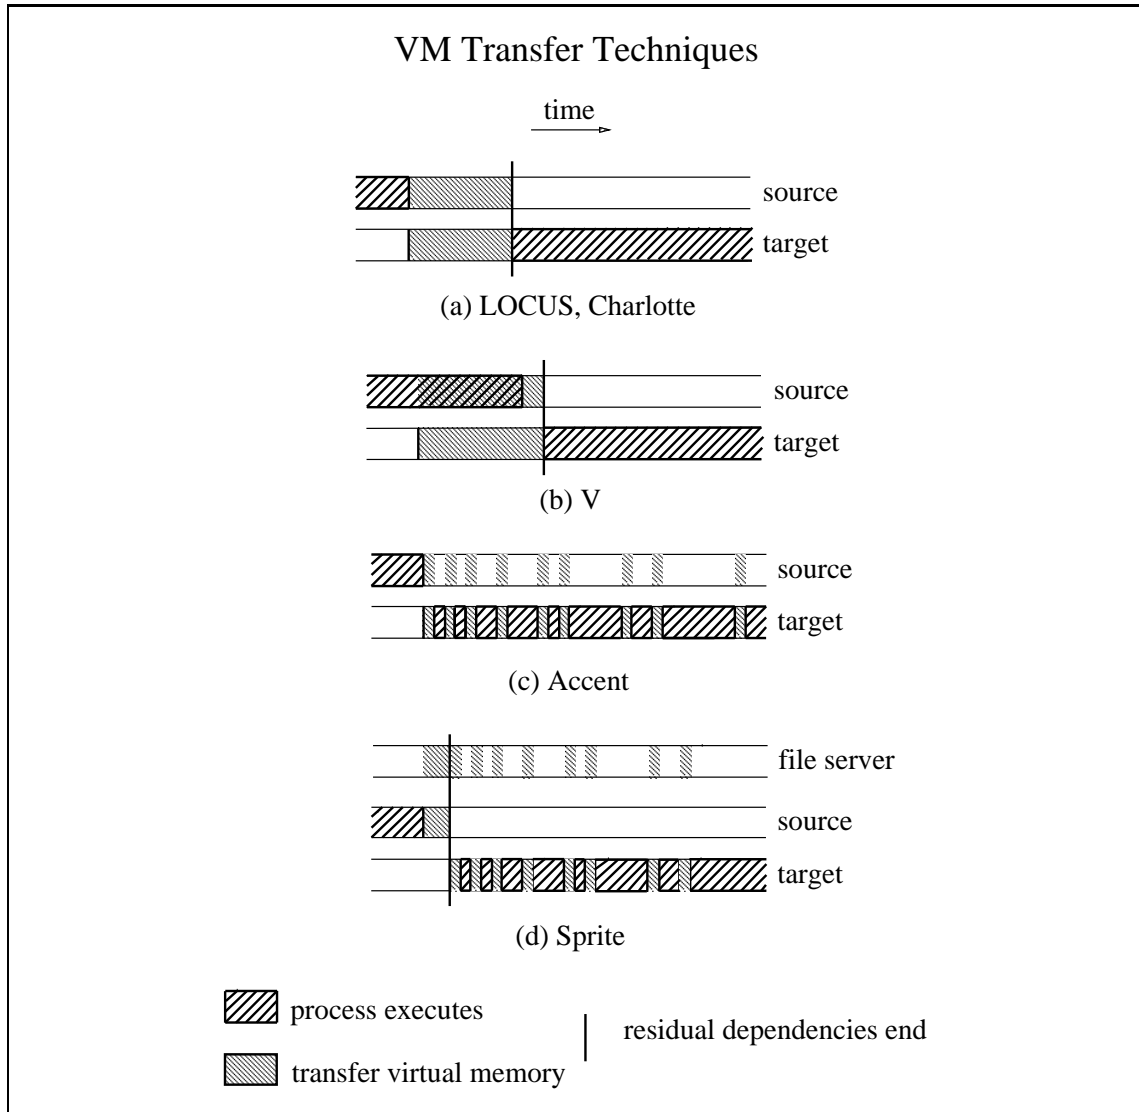 VM Transfer Techniques
time
source
target
(a) LOCUS, Charlotte
source
target
(b) V
source
target
(c) Accent
file server
source
target
(d) Sprite
process executes
residual dependencies end
transfer virtual memory